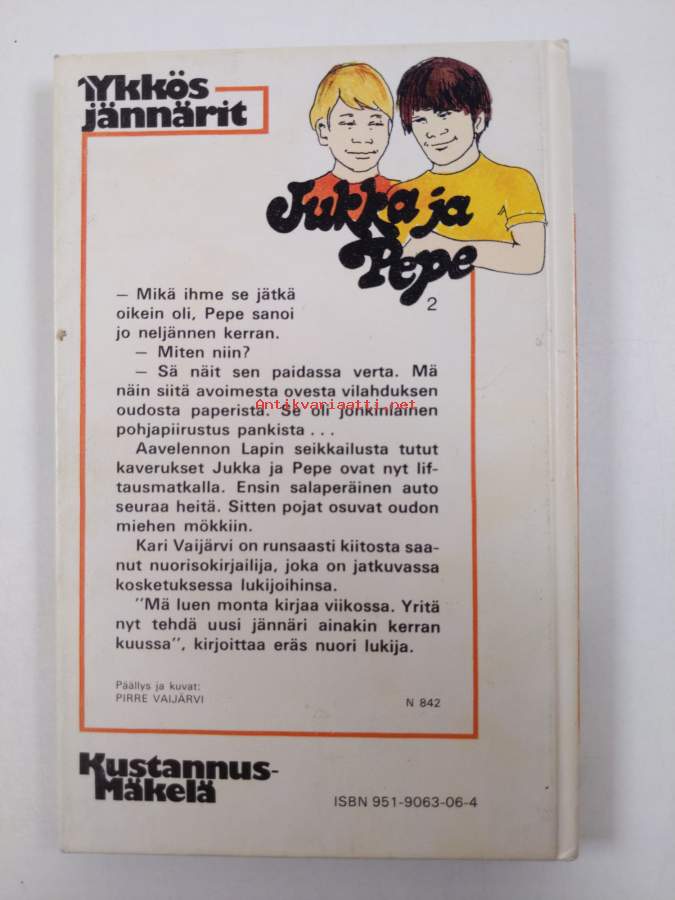 Ykkös
jännärit
Jukka ja
Pepe
2
— Mikä ihme se jätkä
oikein oli, Pepe sanoi
jo neljännen kerran.
— Miten niin?
— Sä näit sen paidassa verta. Mä
näin siitä avoimesta ovesta vilahduksen
oudosta paperista. Se oli jonkinlainen
Antikvariaatti.net
pohjapiirustus pankista . . .
Aavelennon Lapin seikkailusta tutut
kaverukset Jukka ja Pepe ovat nyt lif-
tausmatkalla. Ensin salaperäinen auto
seuraa heitä. Sitten pojat osuvat oudon
miehen mökkiin.
Kari Vaijärvi on runsaasti kiitosta saa-
nut nuorisokirjailija, joka on jatkuvassa
kosketuksessa lukijoihinsa.
"Mä luen monta kirjaa viikossa. Yritä
nyt tehdä uusi jännäri ainakin kerran
kuussa", kirjoittaa eräs nuori lukija.
Päällys ja kuvat:
PIRRE VAIJÄRVI
N 842
Kustannus-
Mäkelä
ISBN 951-9063-06-4